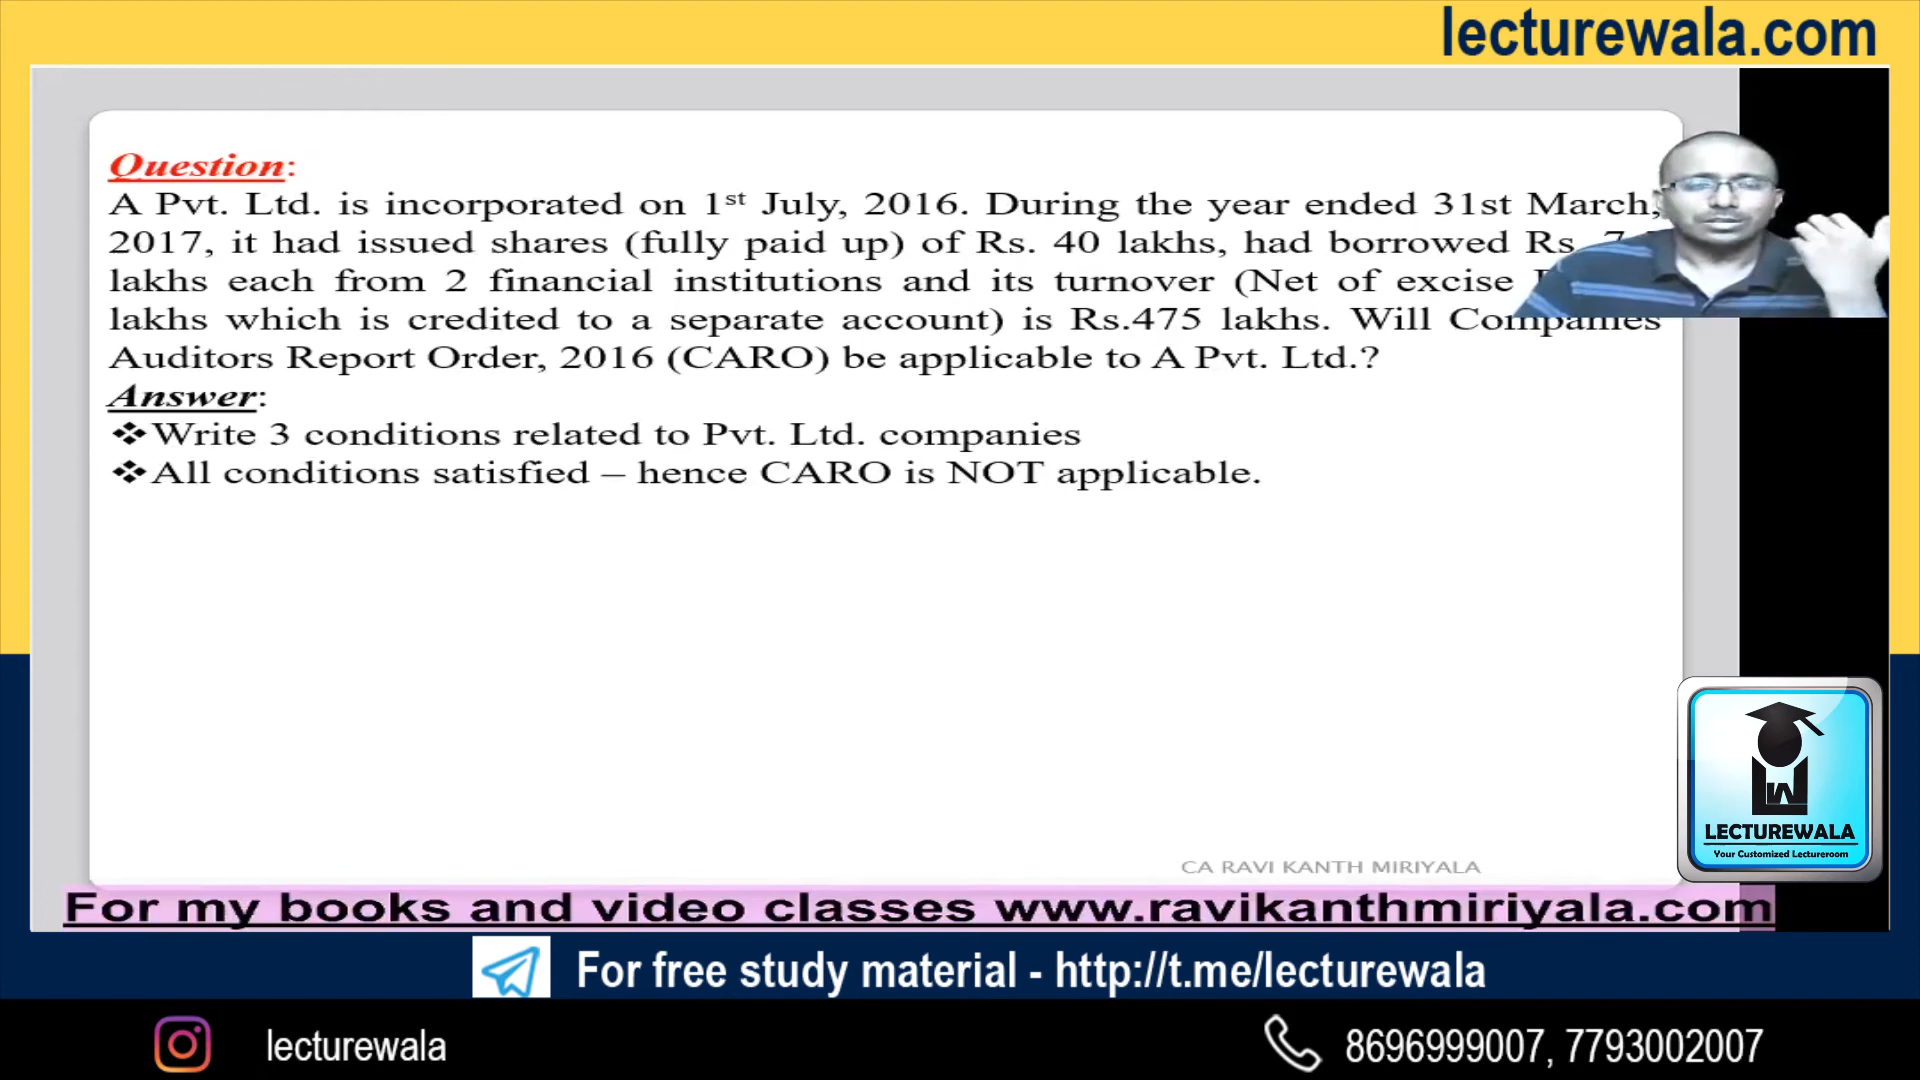 lecturewala.com
Question:
A Pvt. Ltd. is incorporated on 1st July, 2016. During the year ended 31st March,
2017, it had issued shares (fully paid up) of Rs. 40 lakhs, had borrowed Rs.
lakhs each from 2 financial institutions and its turnover (Net of excise
lakhs which is credited to a separate account) is Rs.475 lakhs. Will Companies
Auditors Report Order, 2016 (CARO) be applicable to A Pvt. Ltd.?
Answer:
❖Write 3 conditions related to Pvt. Ltd. companies
❖All conditions satisfied – hence CARO is NOT applicable.
LW
LECTUREWALA
Your Customized Lectureroom
CA RAVI KANTH MIRIYALA
For my books and video classes www.ravikanthmiriyala.com
For free study material - http://t.me/lecturewala
lecturewala
8696999007, 7793002007